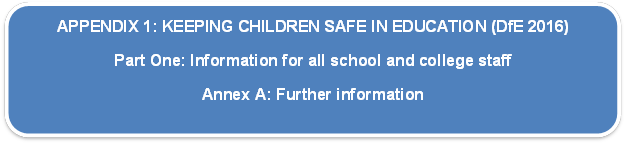 APPENDIX 1: KEEPING CHILDREN SAFE IN EDUCATION (DfE 2016)
Part One: Information for all school and college staff
Annex A: Further information